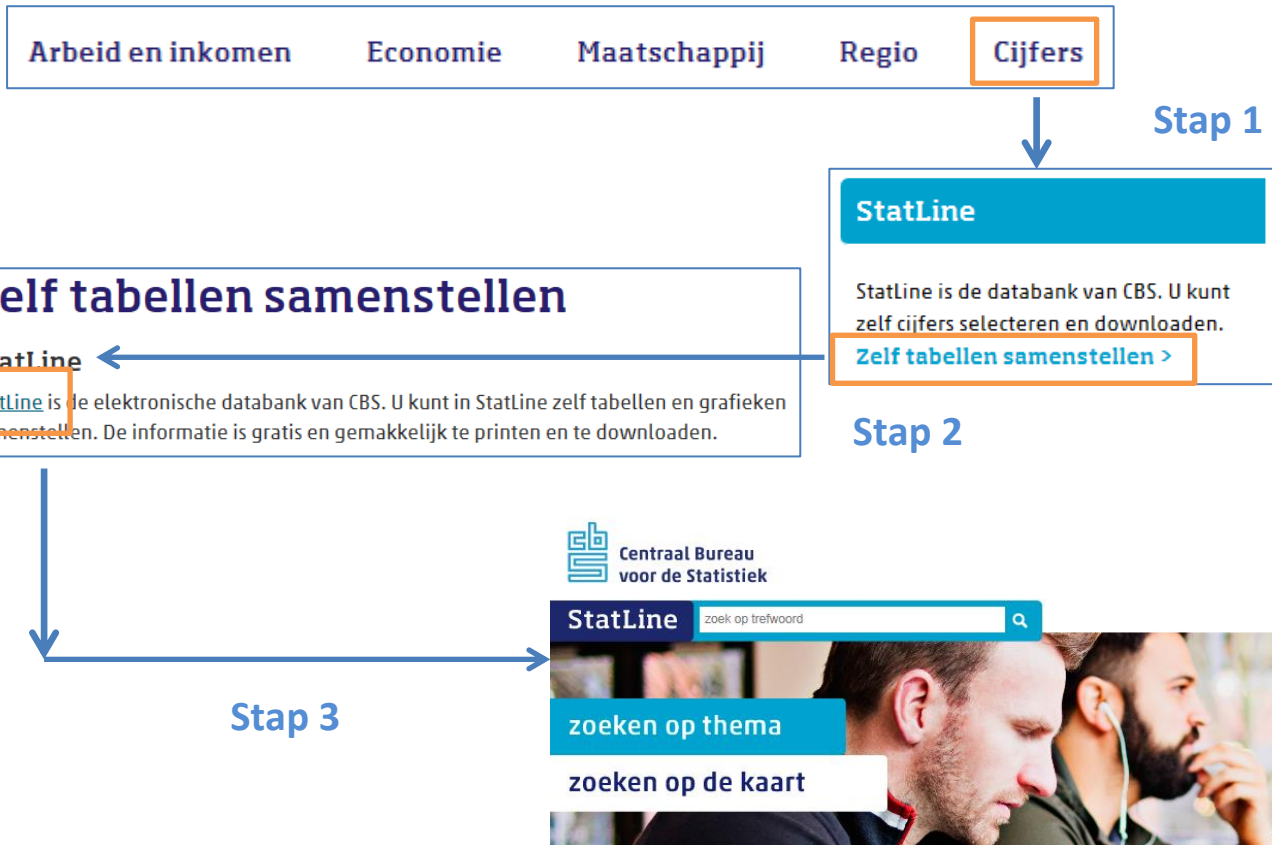 Arbeid en inkomen Economie Maatschappij Regio Cijfers
Stap 1
StatLine
StatLine is de databank van CBS. U kunt
zelf cijfers selecteren en downloaden.
Zelf tabellen samenstellen >
Stap 2
elf tabellen samenstellen
atLine
tLine is de elektronische databank van CBS. U kunt in StatLine zelf tabellen en grafieken
menstellen. De informatie is gratis en gemakkelijk te printen en te downloaden.
Stap 3
cbs
Centraal Bureau
voor de Statistiek
StatLine zoek op trefwoord
zoeken op thema
zoeken op de kaart